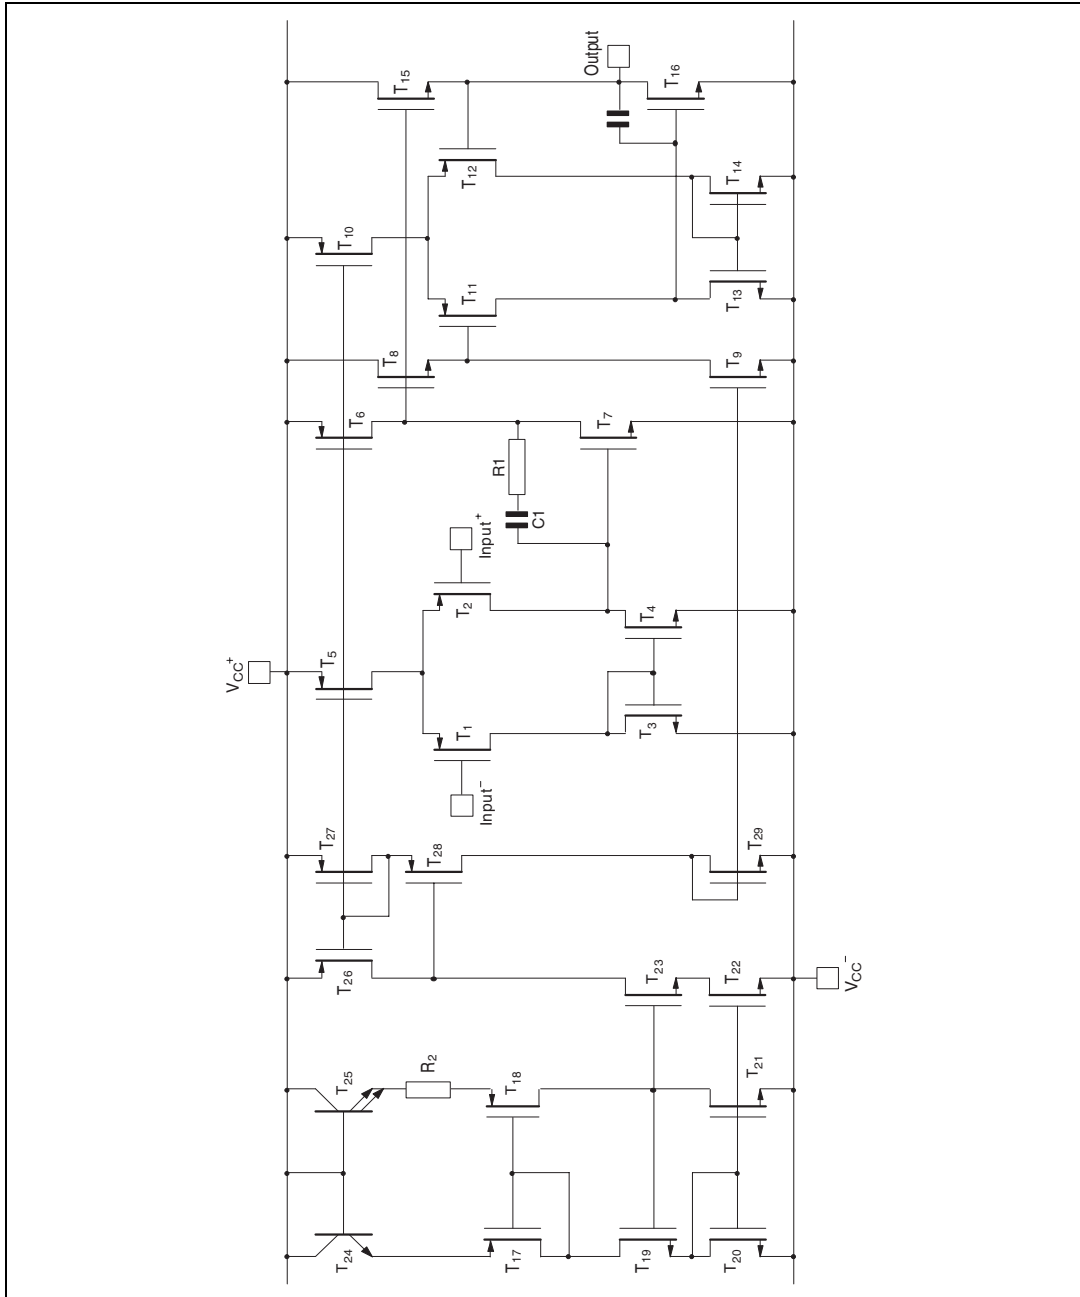 T24
T25
R2
T17
T18
T19
T20
T21
T26
T23
T22
VCC−
T27
T28
T29
Input−
T1
T3
VCC+
T5
T2
Input+
T4
C1
R1
T6
T7
T8
T9
T11
T13
T10
T12
T14
T15
Output
T16